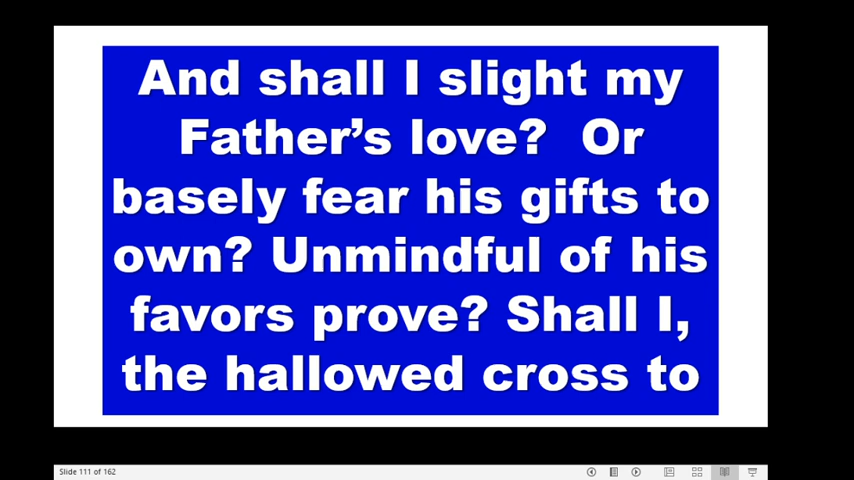 And shall I slight my
Father’s love?  Or
basely fear his gifts to
own? Unmindful of his
favors prove? Shall I,
the hallowed cross to
Slide 111 of 162